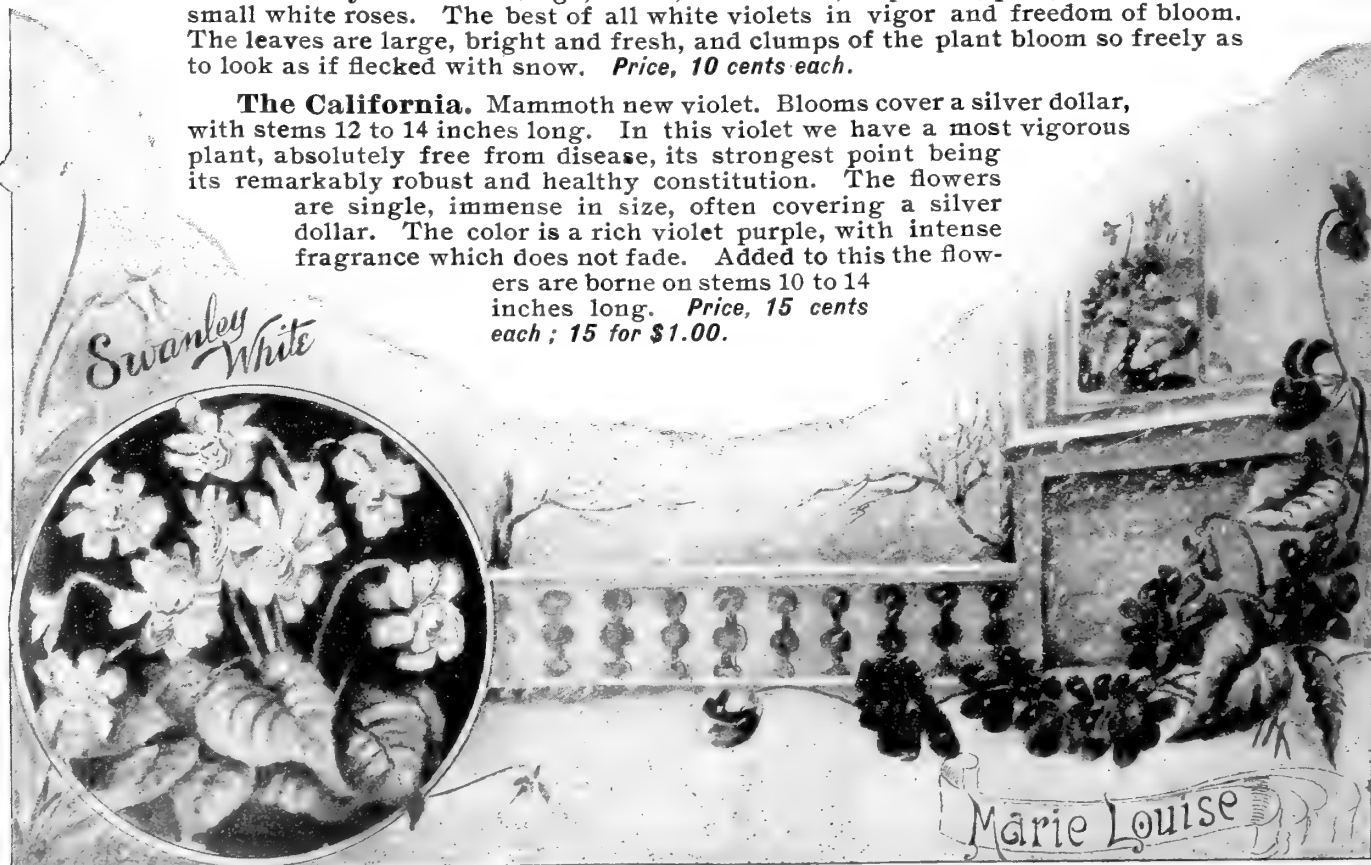 small white roses. The best of all white violets in vigor and freedom of bloom.
The leaves are large, bright and fresh, and clumps of the plant bloom so freely as
to look as if flecked with snow. Price, 10 cents each.
The California. Mammoth new violet. Blooms cover a silver dollar,
with stems 12 to 14 inches long. In this violet we have a most vigorous
plant, absolutely free from disease, its strongest point being
its remarkably robust and healthy constitution. The flowers
are single, immense in size, often covering a silver
dollar. The color is a rich violet purple, with intense
fragrance which does not fade. Added to this the flow-
ers are borne on stems 10 to 14
inches long. Price, 15 cents
each ; 15 for $1.00.
Swanley
White
Marie Louise